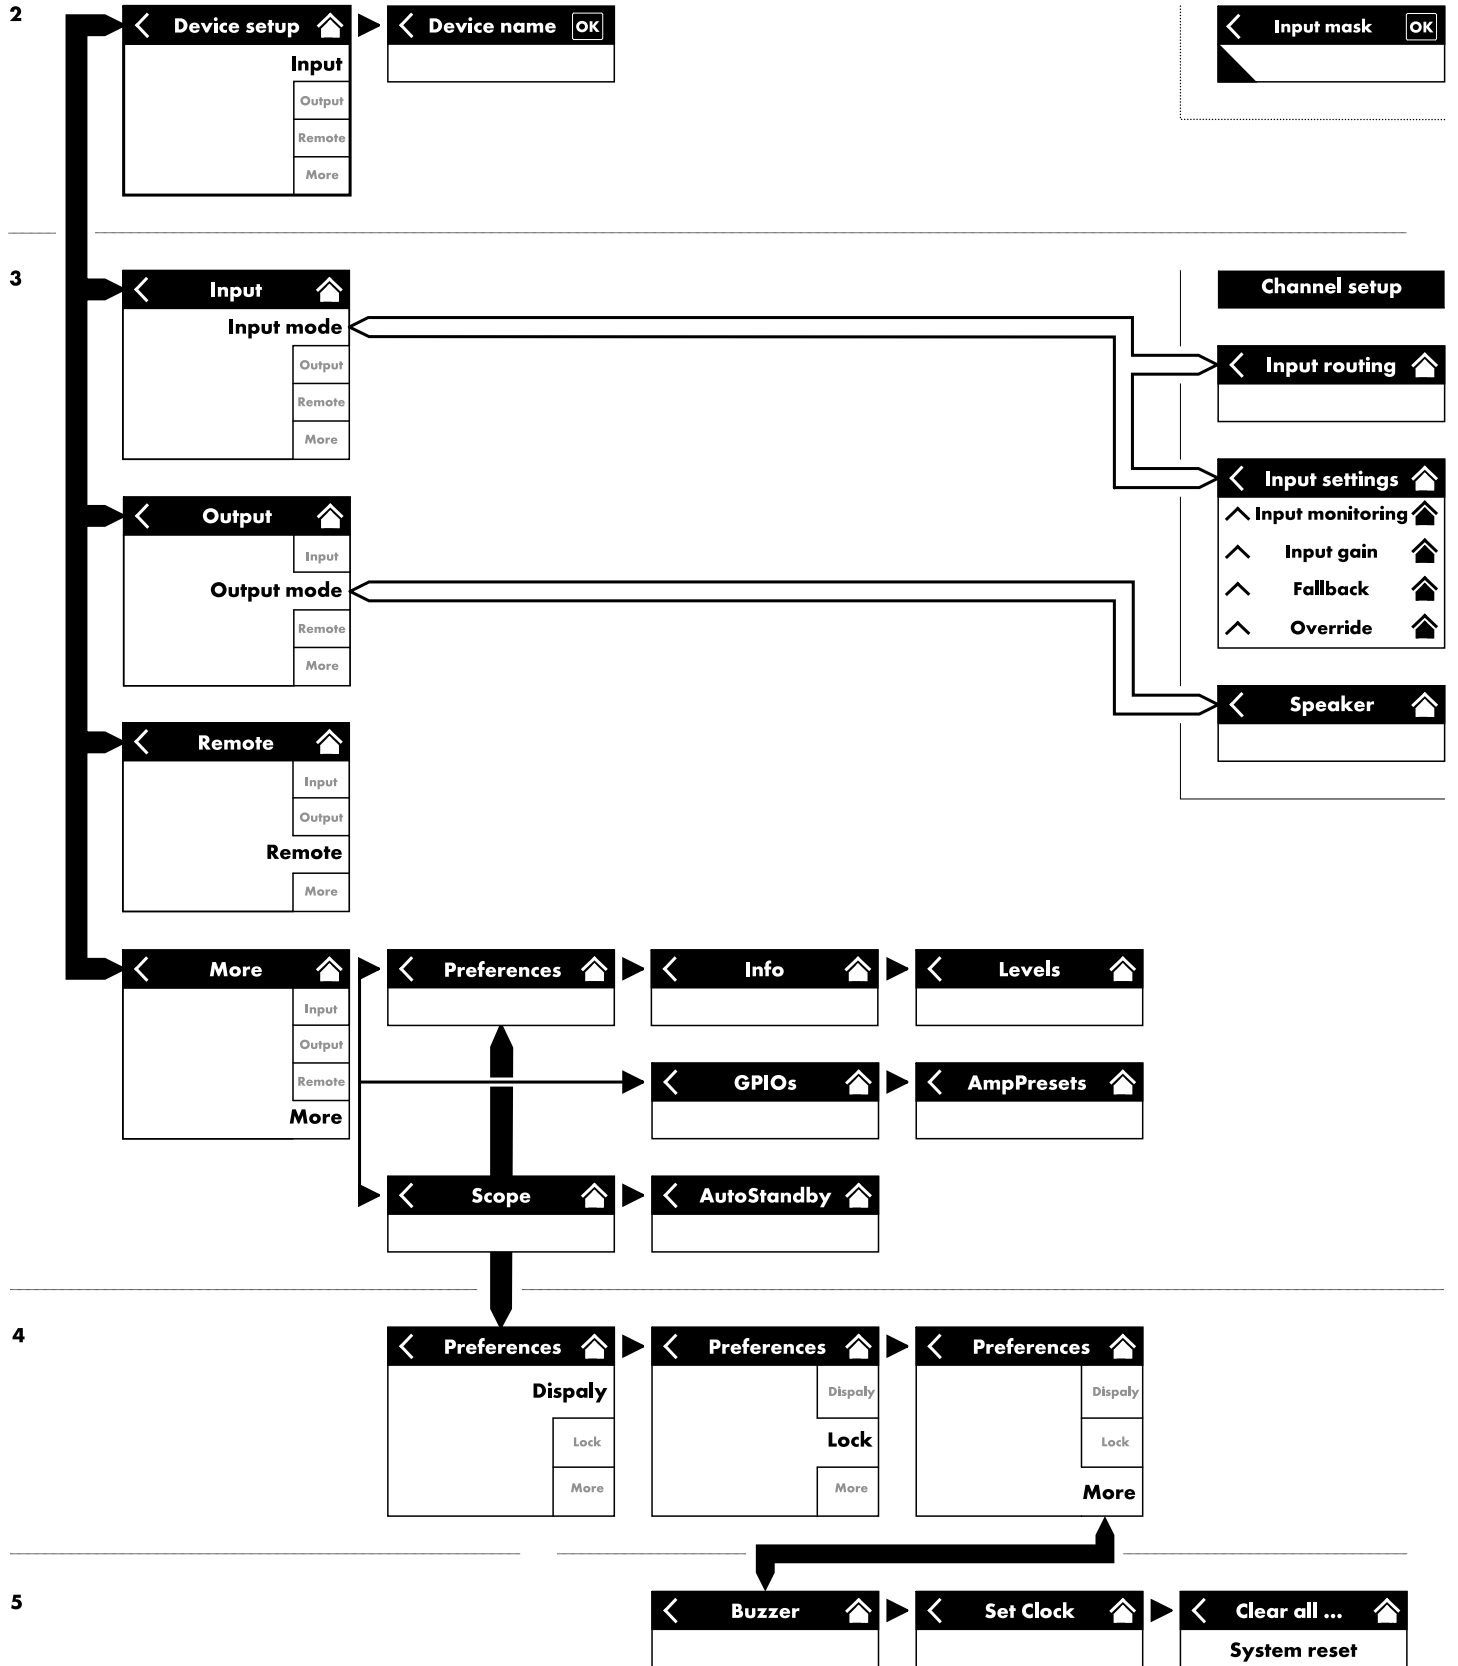 2
Device setup
Device name OK
Input mask OK
Input
Output
Remote
More
3
Input
Channel setup
Input mode
Output
Remote
More
Input routing
Input settings
Input monitoring
Input gain
Fallback
Override
Output
Input
Output mode
Remote
More
Speaker
Remote
Input
Output
Remote
More
More
Preferences
Info
Levels
Input
Output
Remote
More
GPIOs
AmpPresets
Scope
AutoStandby
4
Preferences
Preferences
Preferences
Dispaly
Lock
More
Dispaly
Lock
More
Dispaly
Lock
More
5
Buzzer
Set Clock
Clear all ...
System reset